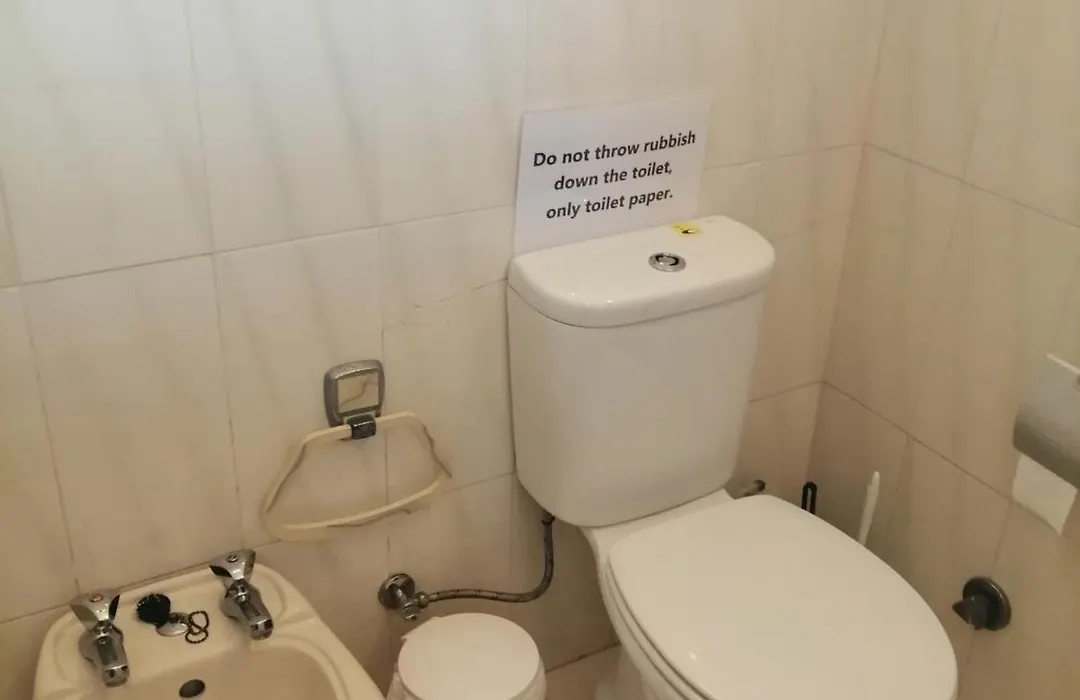 Do not throw rubbish
down the toilet,
only toilet paper.